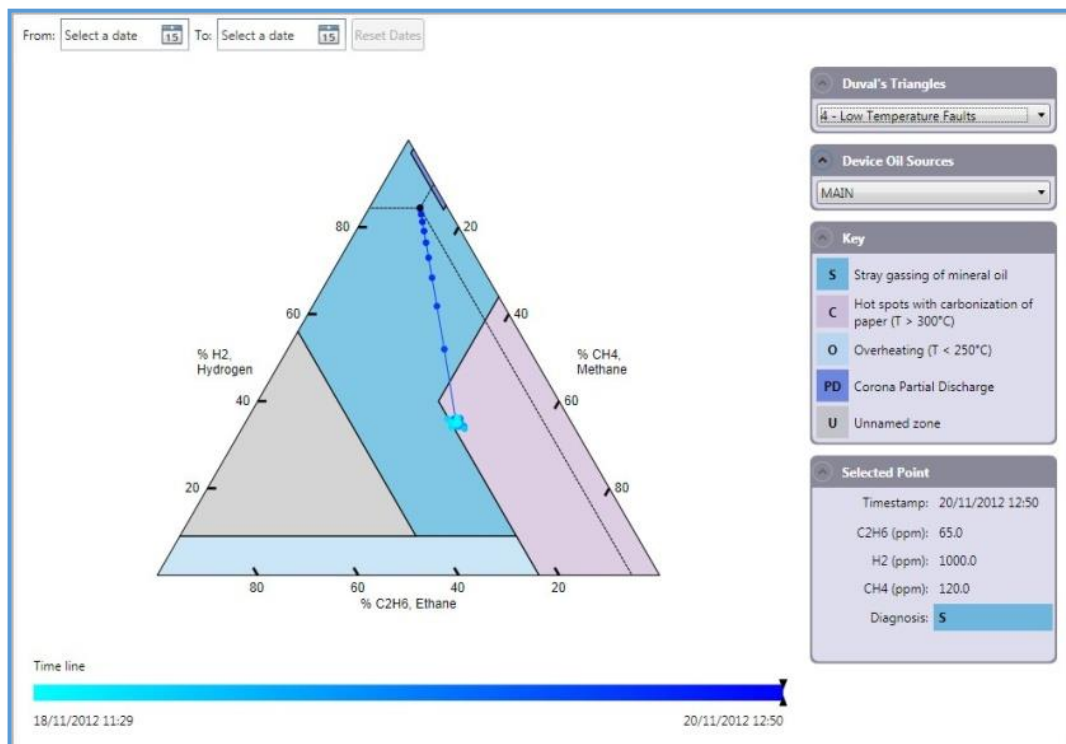 From: Select a date 15 To: Select a date 15 Reset Dates
Duval's Triangles
4 - Low Temperature Faults
Device Oil Sources
MAIN
Key
S Stray gassing of mineral oil
C Hot spots with carbonization of
paper (T > 300°C)
O Overheating (T < 250°C)
PD Corona Partial Discharge
U Unnamed zone
Selected Point
Timestamp: 20/11/2012 12:50
C2H6 (ppm): 65.0
H2 (ppm): 1000.0
CH4 (ppm): 120.0
Diagnosis: S
80 20
60 40
% H2,
Hydrogen
% CH4,
Methane
40 60
20 80
80 60 40 20
% C2H6, Ethane
Time line
18/11/2012 11:29 20/11/2012 12:50